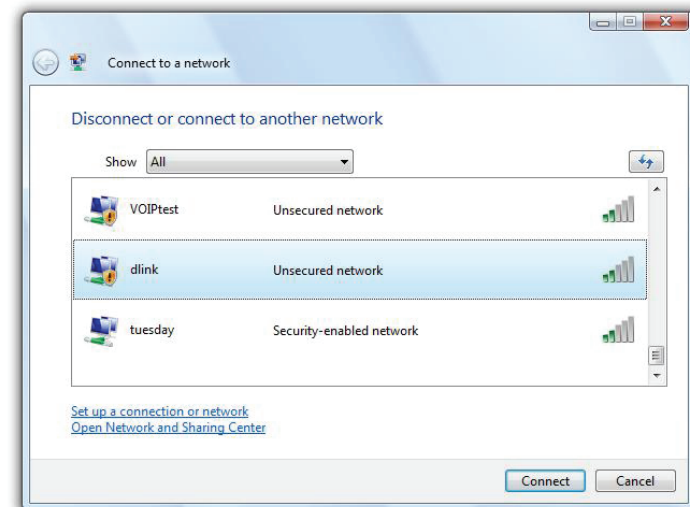 Connect to a network
Disconnect or connect to another network
Show All
VOIPtest Unsecured network
dlink Unsecured network
tuesday Security-enabled network
Set up a connection or network
Open Network and Sharing Center
Connect Cancel